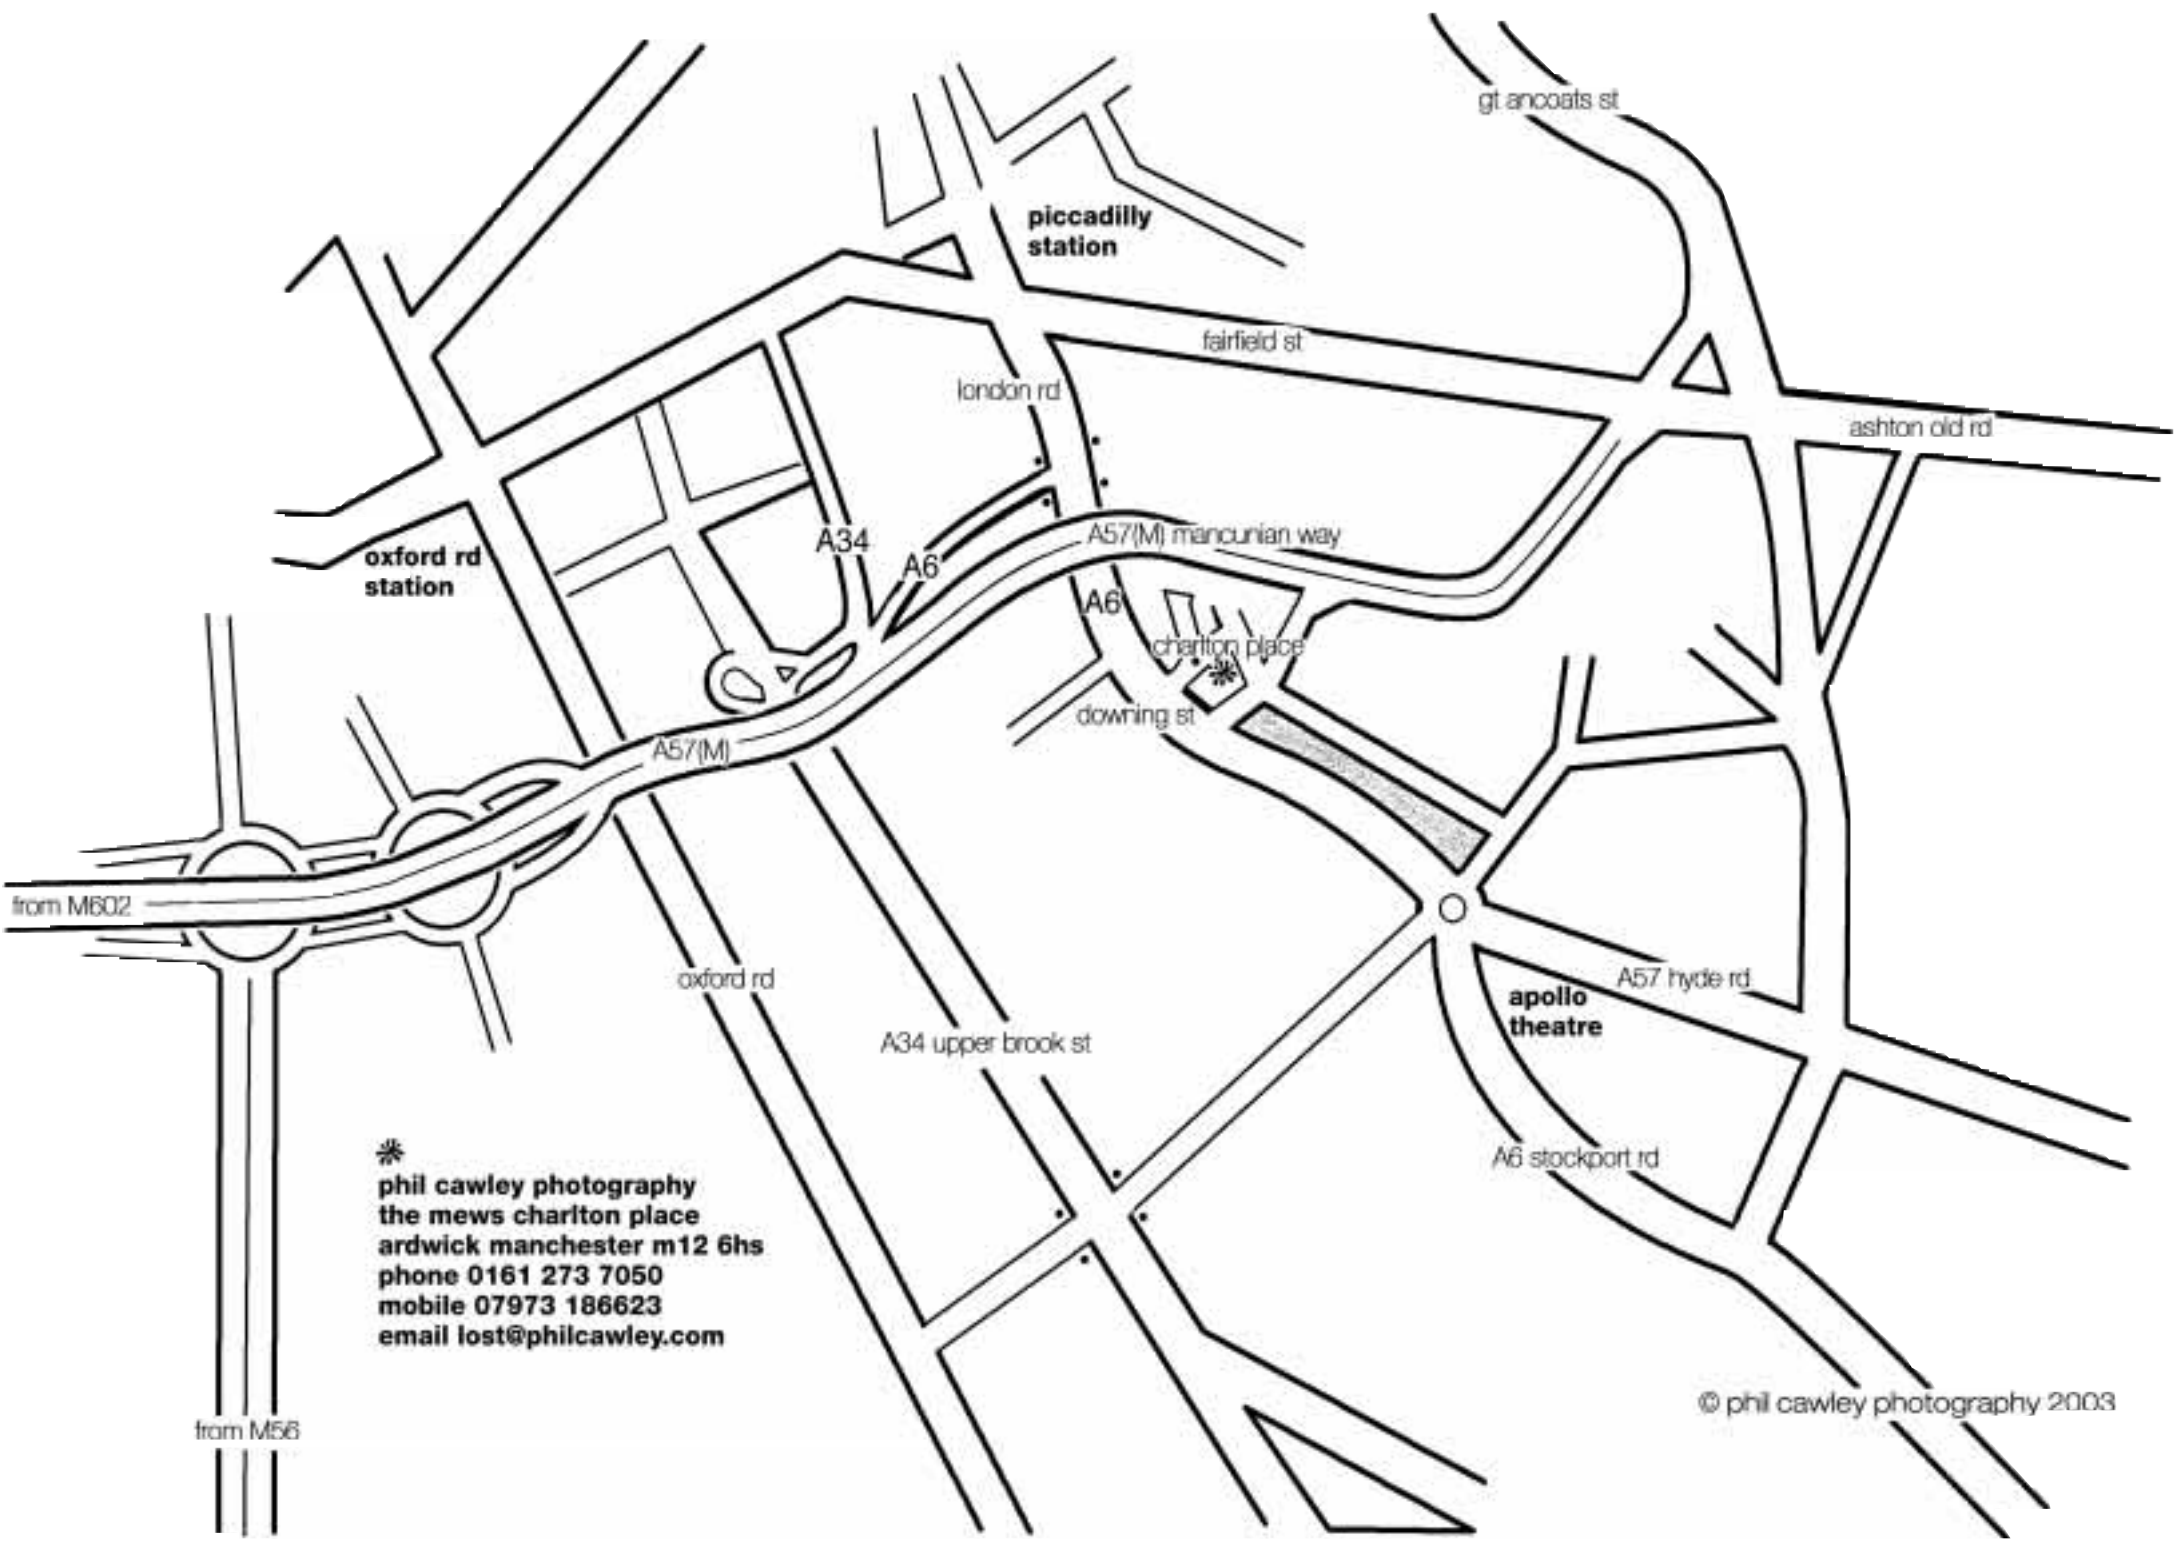 gt ancoats st
piccadilly
station
fairfield st
london rd
ashton old rd
A34
A6
A57(M) mancunian way
oxford rd
station
A6
charlton place
downing st
A57(M)
from M602
oxford rd
A57 hyde rd
apollo
theatre
A34 upper brook st
A6 stockport rd
phil cawley photography
the mews charlton place
ardwick manchester m12 6hs
phone 0161 273 7050
mobile 07973 186623
email lost@philcawley.com
© phil cawley photography 2003
from M56